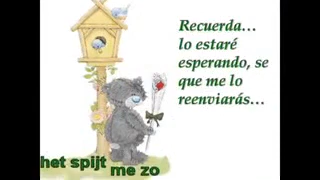 Recuerda...
lo estaré
esperando, se
que me lo
reenviarás...
het spijt
me zo